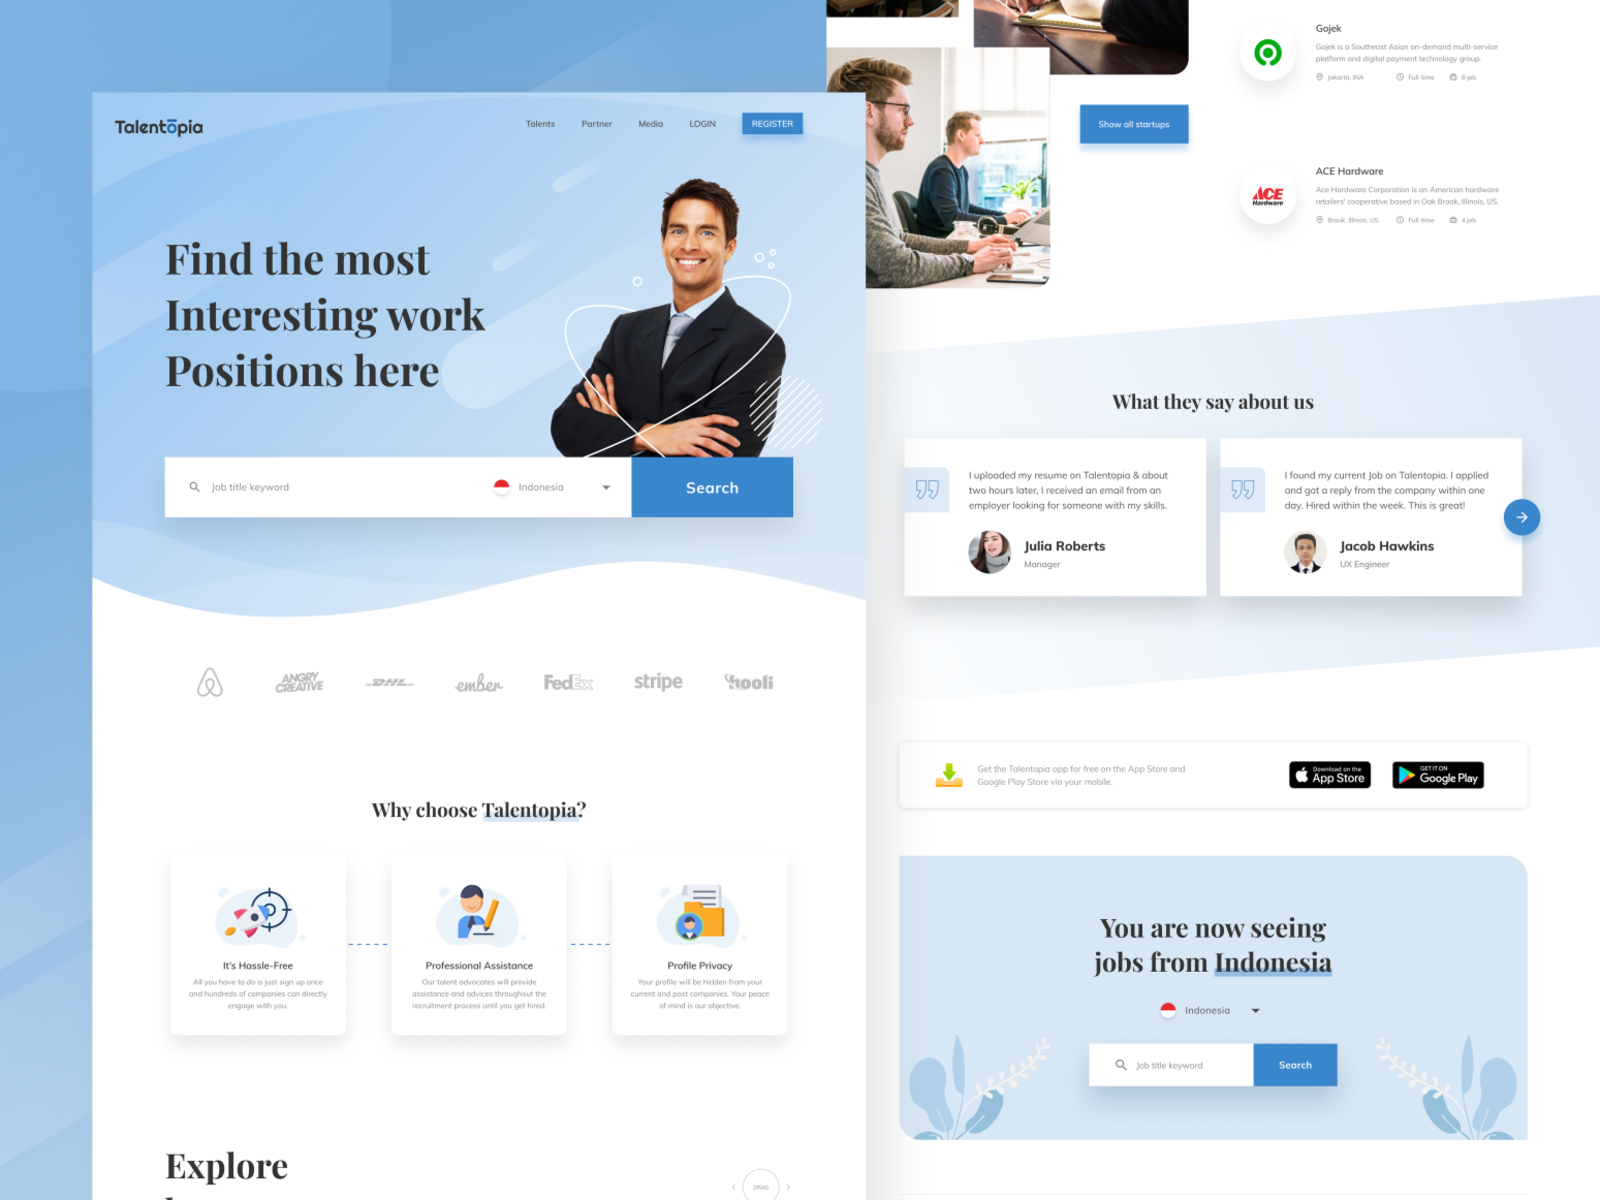 Talentōpia
Talents
Partner
Media
LOGIN
REGISTER
Find the most
Interesting work
Positions here
Job title keyword
Indonesia
Search
ANGRY
CREATIVE
DHL
ember
FedEx
stripe
hooli
Why choose Talentopia?
It's Hassle-Free
All you have to do is just sign up once
and hundreds of companies can directly
engage with you.
Professional Assistance
Our talent advocates will provide
assistance and advices throughout the
recruitment process until you get hired.
Profile Privacy
Your profile will be hidden from your
current and past companies. Your peace
of mind is our objective.
Explore
DRAG
Show all startups
Gojek
Gojek is a Southeast Asian on-demand multi-service
platform and digital payment technology group.
Jakarta, INA
Full-time
8 job
ACE
Hardware
ACE Hardware
Ace Hardware Corporation is an American hardware
retailers' cooperative based in Oak Brook, Illinois, US.
Brook, Illinois, US
Full-time
4 job
What they say about us
I uploaded my resume on Talentopia & about
two hours later, I received an email from an
employer looking for someone with my skills.
Julia Roberts
Manager
I found my current Job on Talentopia. I applied
and got a reply from the company within one
day. Hired within the week. This is great!
Jacob Hawkins
UX Engineer
Get the Talentopia app for free on the App Store and
Google Play Store via your mobile.
Download on the
App Store
GET IT ON
Google Play
You are now seeing
jobs from Indonesia
Indonesia
Job title keyword
Search